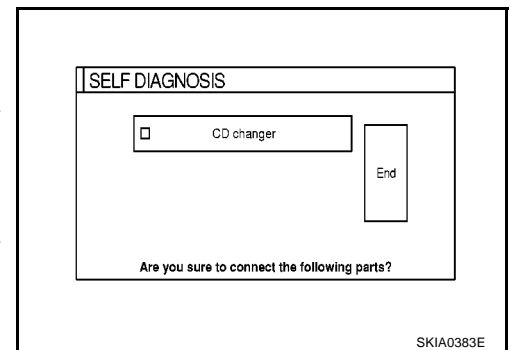 SELF DIAGNOSIS
CD changer
End
Are you sure to connect the following parts?
SKIA0383E